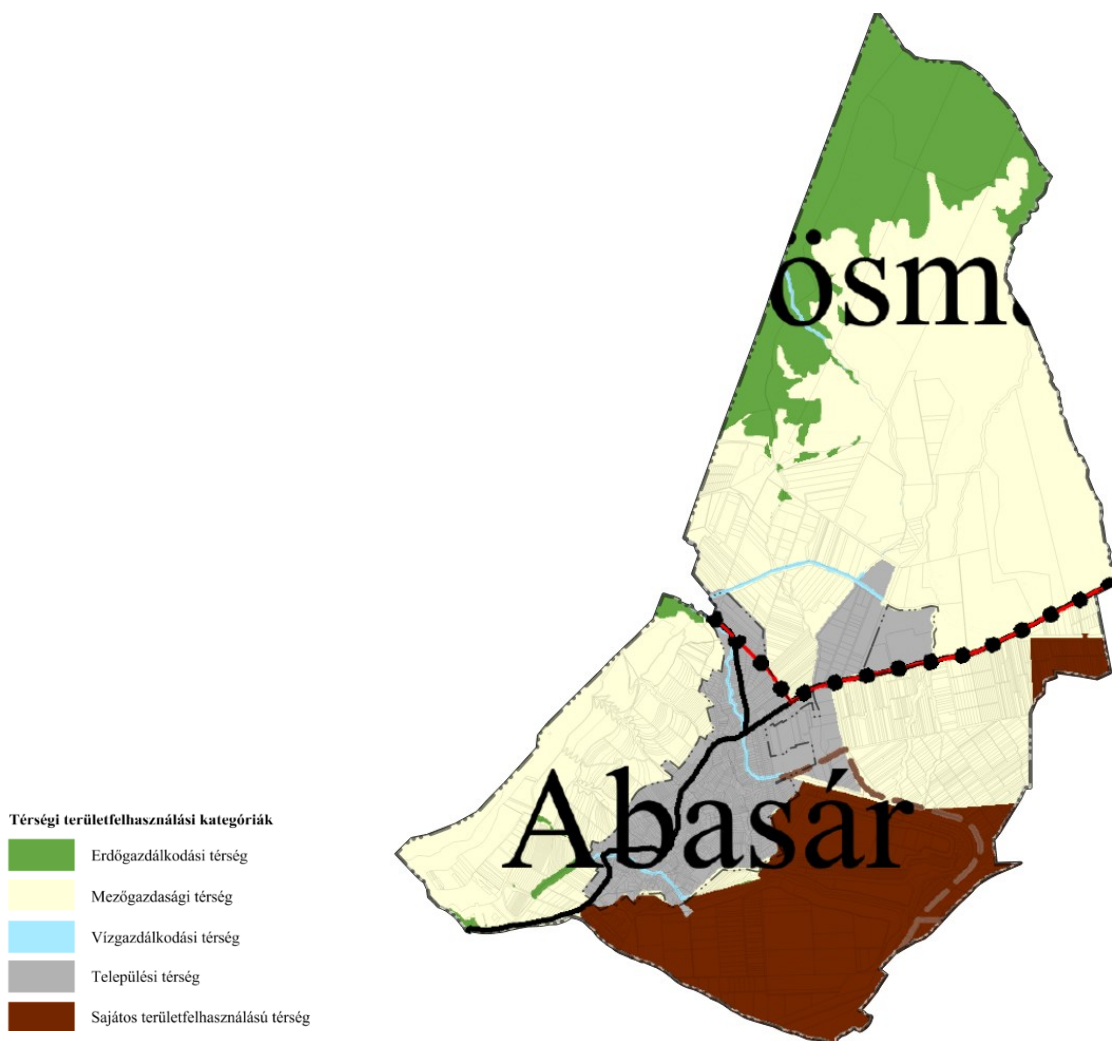 ösm
Abasár
Térségi területfelhasználási kategóriák
Erdőgazdálkodási térség
Mezőgazdasági térség
Vízgazdálkodási térség
Települési térség
Sajátos területfelhasználású térség